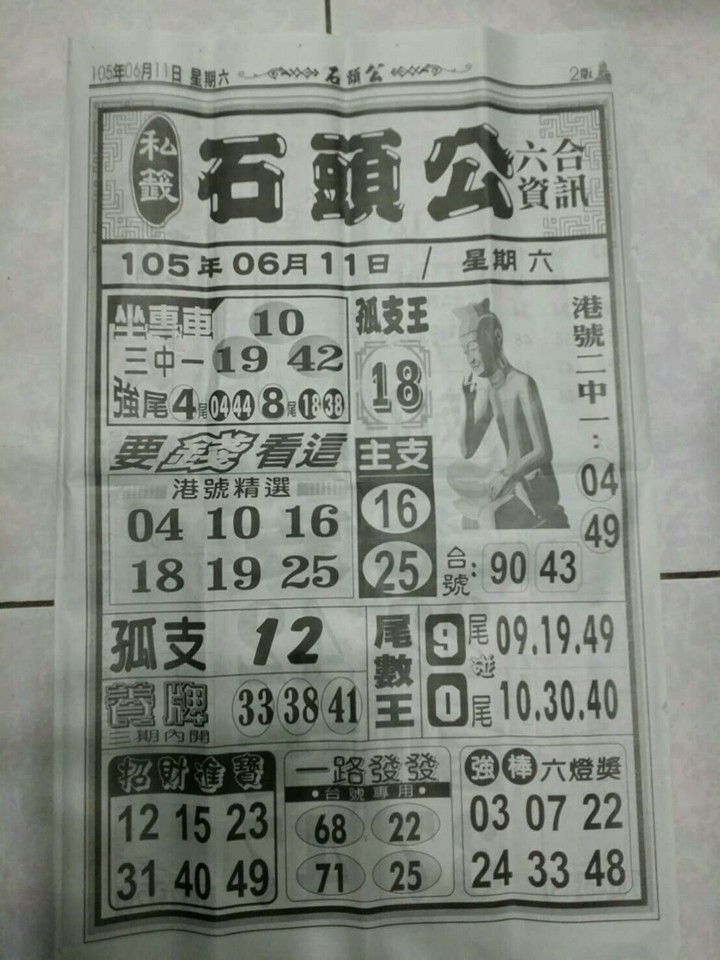 105年06月11日 星期六 石頭公 2版
私籤 石頭公 六合資訊
105年06月11日 / 星期六
坐專車 10
三中一 19 42
強尾 4尾 04 44 8尾 18 38
孤支王
18
港號二中一:
04
49
要錢看這
港號精選
04 10 16
18 19 25
主支
16
25
台號: 90 43
孤支 12
養牌 33 38 41
三期內開
尾數王
9尾 09.19.49
碰
0尾 10.30.40
招財進寶
12 15 23
31 40 49
一路發發
•台號專用•
68 22
71 25
強棒六燈獎
03 07 22
24 33 48